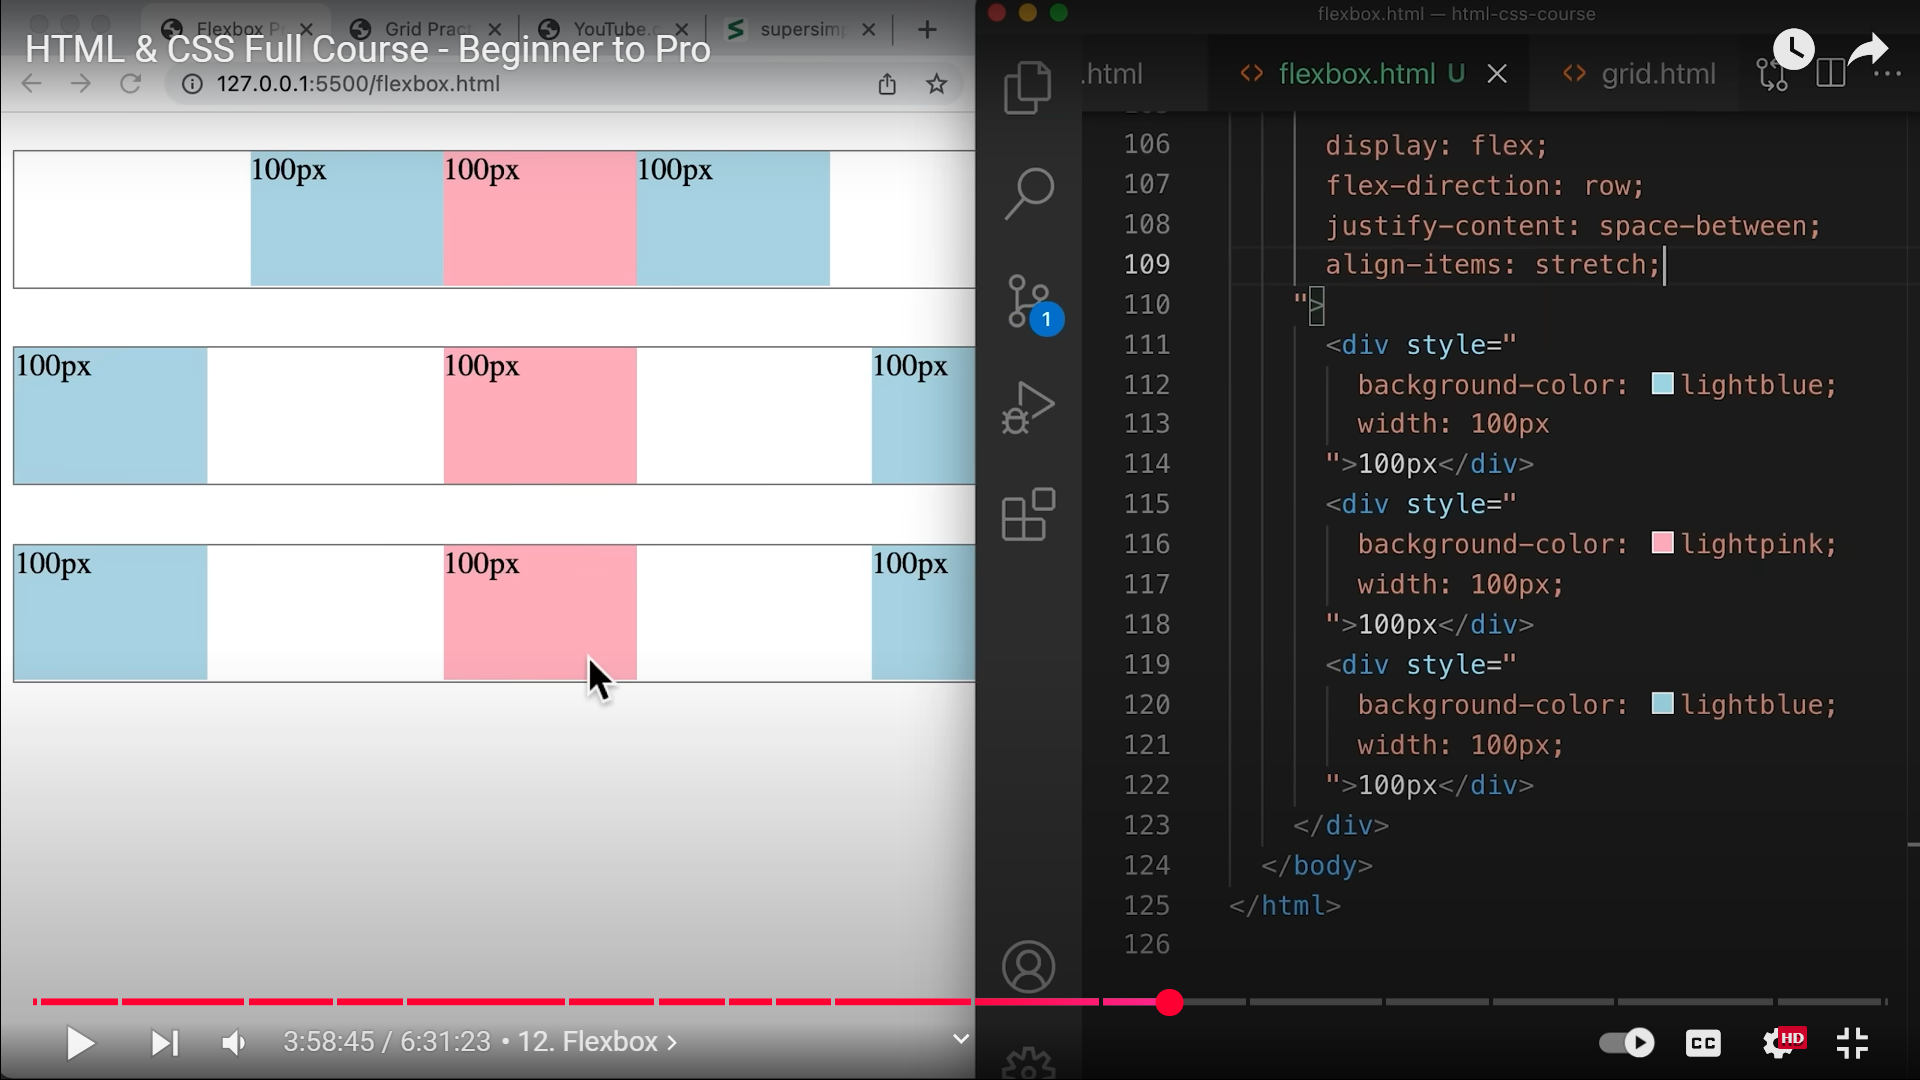 Flexbox P
Grid Prac
YouTube.
supersim
HTML & CSS Full Course - Beginner to Pro
127.0.0.1:5500/flexbox.html
100px
100px
100px
100px
100px
100px
100px
100px
100px
flexbox.html — html-css-course
.html
flexbox.html U
grid.html
106 display: flex;
107 flex-direction: row;
108 justify-content: space-between;
109 align-items: stretch;
110 ">
111 <div style="
112 background-color: lightblue;
113 width: 100px
114 ">100px</div>
115 <div style="
116 background-color: lightpink;
117 width: 100px;
118 ">100px</div>
119 <div style="
120 background-color: lightblue;
121 width: 100px;
122 ">100px</div>
123 </div>
124 </body>
125 </html>
126
1
3:58:45 / 6:31:23 • 12. Flexbox >
CC
HD